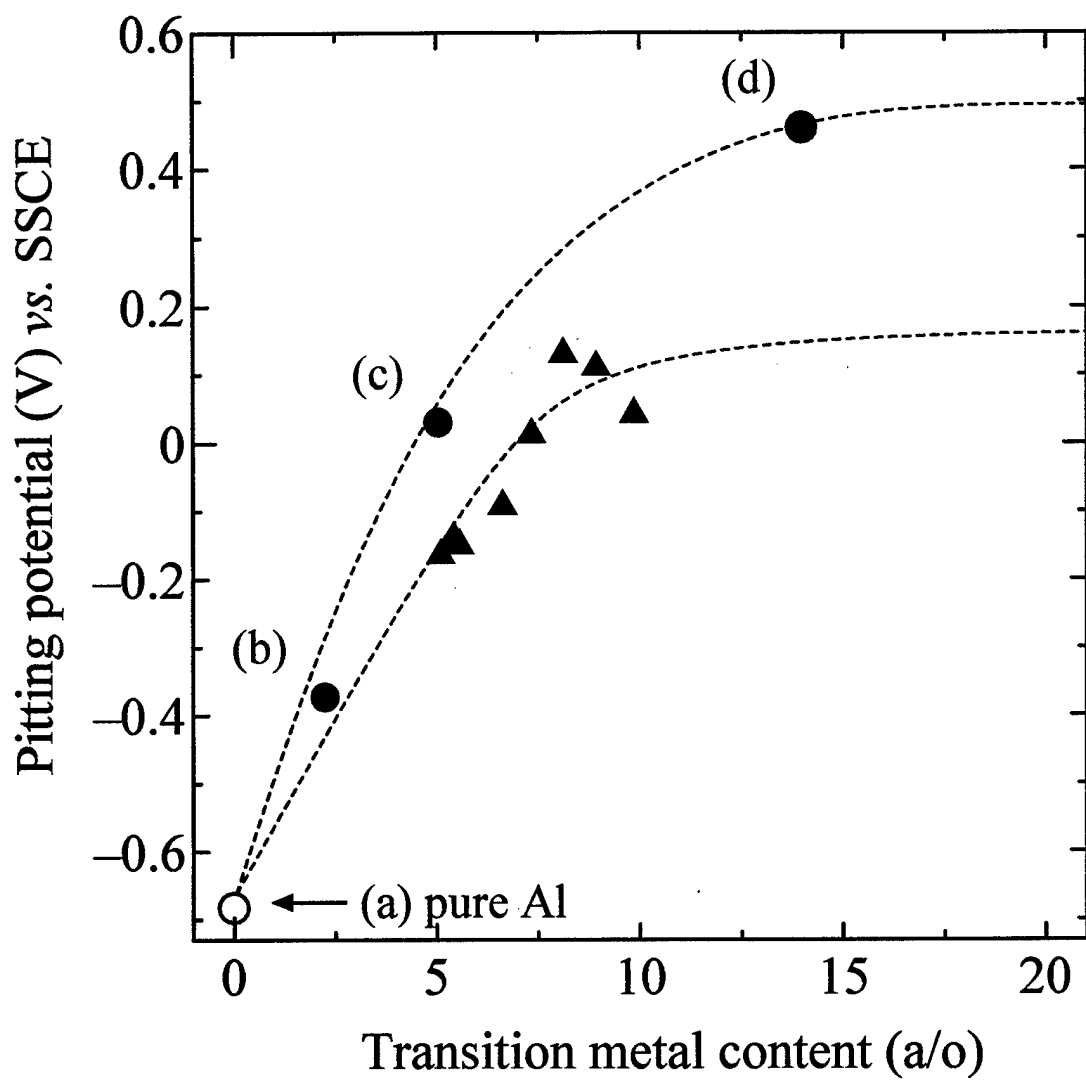 Pitting potential (V) vs. SSCE
0.6
0.4
0.2
0
–0.2
–0.4
–0.6
(d)
(c)
(b)
(a) pure Al
0 5 10 15 20
Transition metal content (a/o)